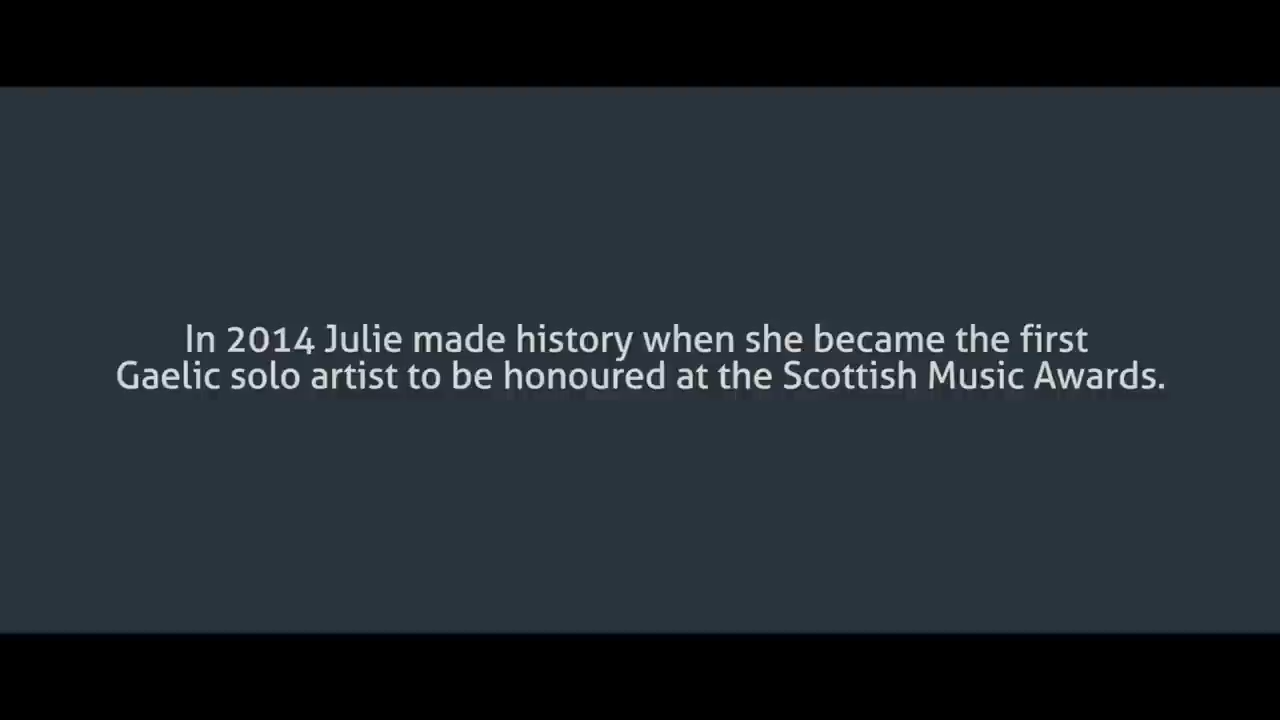 In 2014 Julie made history when she became the first
Gaelic solo artist to be honoured at the Scottish Music Awards.